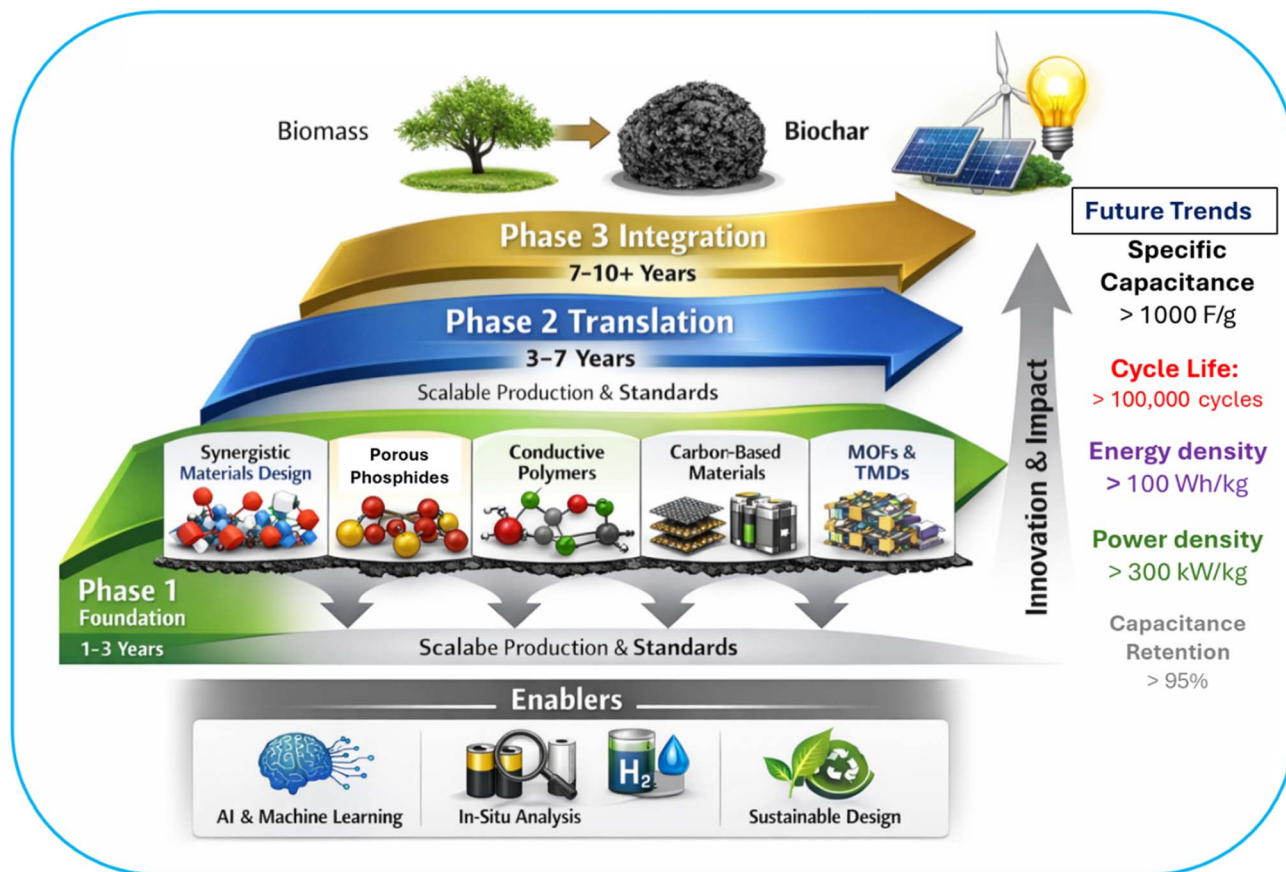 Biomass
Biochar
Phase 3 Integration
7–10+ Years
Phase 2 Translation
3–7 Years
Scalable Production & Standards
Synergistic
Materials Design
Porous
Phosphides
Conductive
Polymers
Carbon-Based
Materials
MOFs &
TMDs
Phase 1
Foundation
1–3 Years
Scalabe Production & Standards
Innovation & Impact
Future Trends
Specific
Capacitance
> 1000 F/g
Cycle Life:
> 100,000 cycles
Energy density
> 100 Wh/kg
Power density
> 300 kW/kg
Capacitance
Retention
> 95%
Enablers
AI & Machine Learning
In-Situ Analysis
H2
Sustainable Design